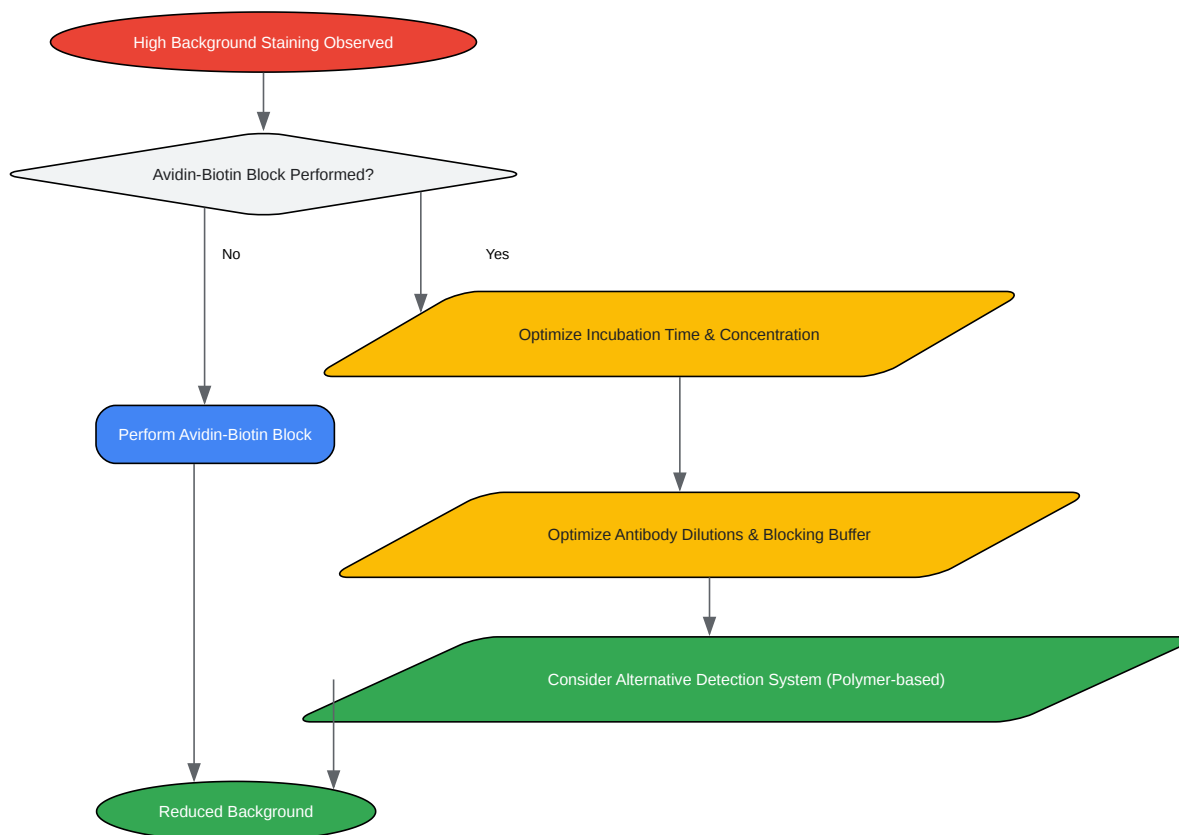 High Background Staining Observed
Avidin-Biotin Block Performed?
No
Yes
Optimize Incubation Time & Concentration
Perform Avidin-Biotin Block
Optimize Antibody Dilutions & Blocking Buffer
Consider Alternative Detection System (Polymer-based)
Reduced Background